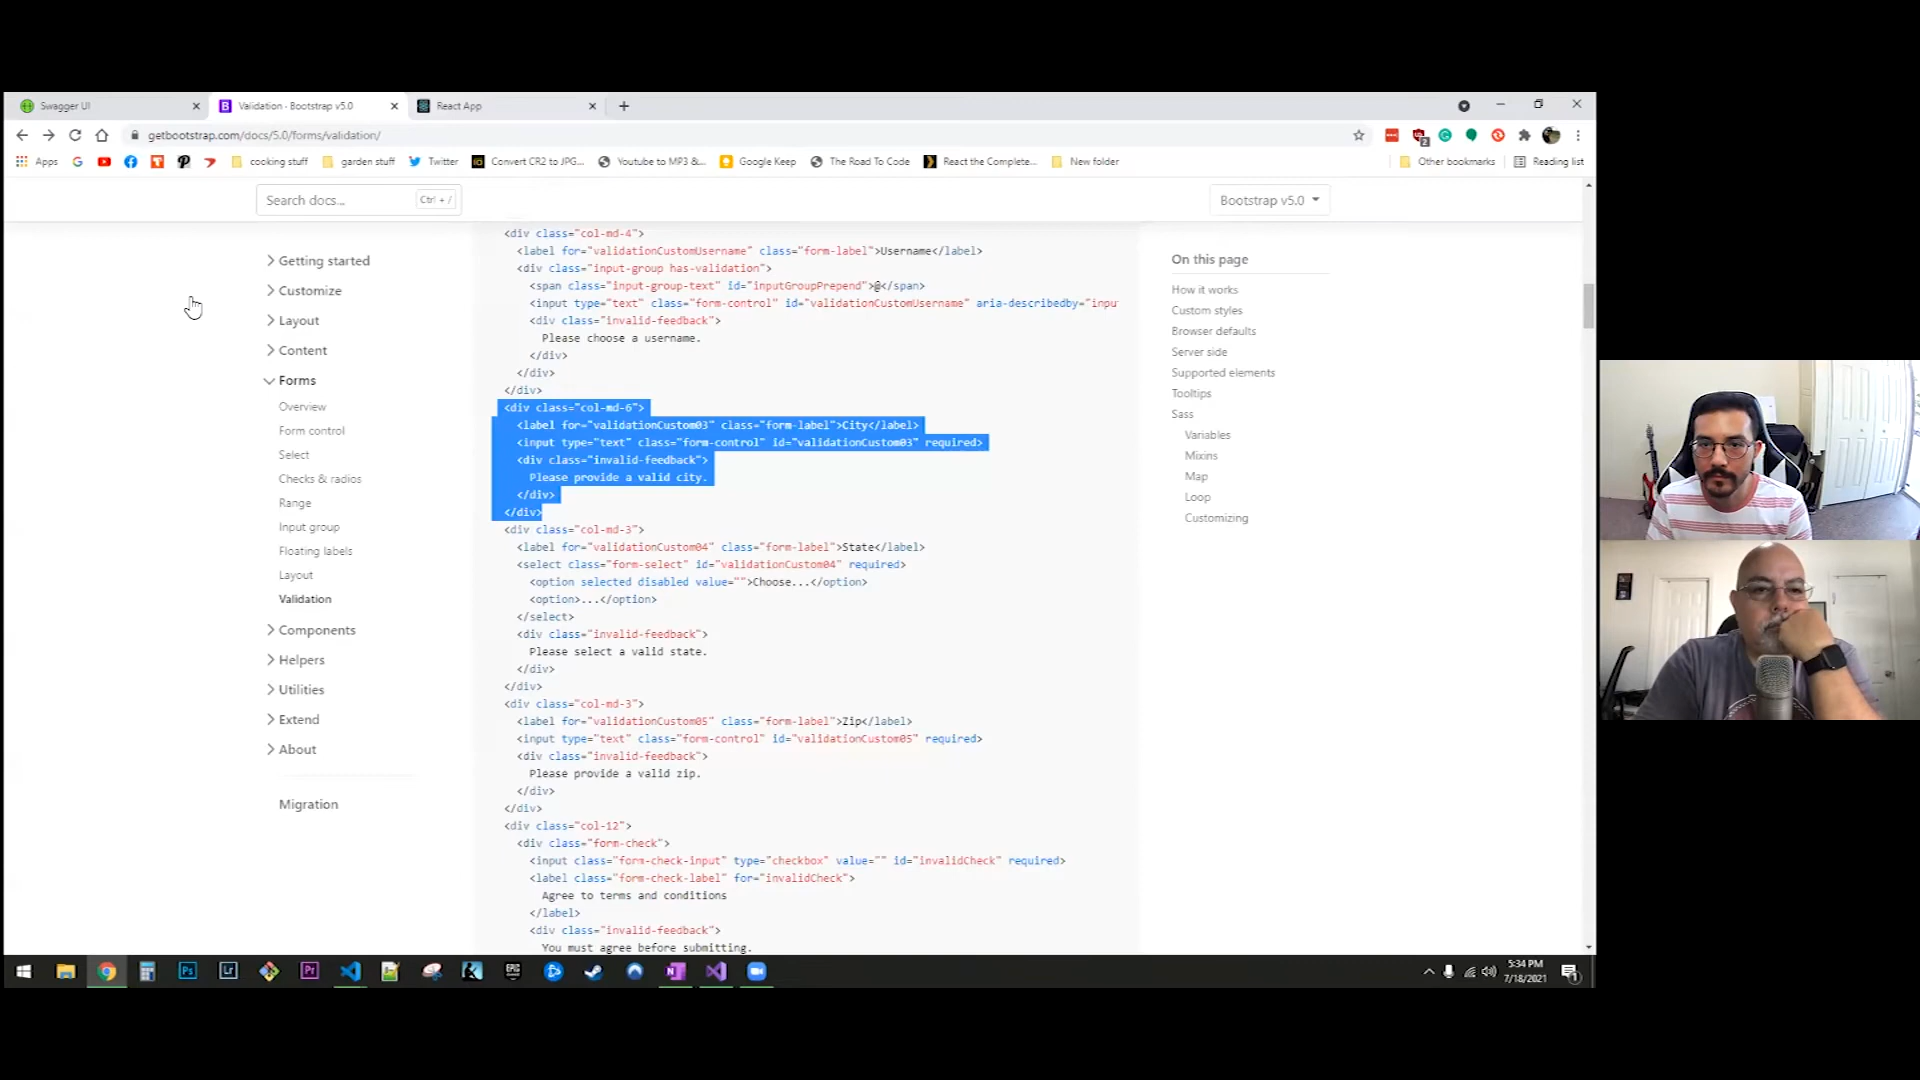 Swagger UI
Validation · Bootstrap v5.0
React App
getbootstrap.com/docs/5.0/forms/validation/
Apps
cooking stuff
garden stuff
Twitter
Convert CR2 to JPG...
Youtube to MP3 &...
Google Keep
The Road To Code
React the Complete...
New folder
Other bookmarks
Reading list
Search docs...
Ctrl + /
Bootstrap v5.0
Getting started
Customize
Layout
Content
Forms
Overview
Form control
Select
Checks & radios
Range
Input group
Floating labels
Layout
Validation
Components
Helpers
Utilities
Extend
About
Migration
<div class="col-md-4">
<label for="validationCustomUsername" class="form-label">Username</label>
<div class="input-group has-validation">
<span class="input-group-text" id="inputGroupPrepend">@</span>
<input type="text" class="form-control" id="validationCustomUsername" aria-describedby="inpu
<div class="invalid-feedback">
Please choose a username.
</div>
</div>
</div>
<div class="col-md-6">
<label for="validationCustom03" class="form-label">City</label>
<input type="text" class="form-control" id="validationCustom03" required>
<div class="invalid-feedback">
Please provide a valid city.
</div>
</div>
<div class="col-md-3">
<label for="validationCustom04" class="form-label">State</label>
<select class="form-select" id="validationCustom04" required>
<option selected disabled value="">Choose...</option>
<option>...</option>
</select>
<div class="invalid-feedback">
Please select a valid state.
</div>
</div>
<div class="col-md-3">
<label for="validationCustom05" class="form-label">Zip</label>
<input type="text" class="form-control" id="validationCustom05" required>
<div class="invalid-feedback">
Please provide a valid zip.
</div>
</div>
<div class="col-12">
<div class="form-check">
<input class="form-check-input" type="checkbox" value="" id="invalidCheck" required>
<label class="form-check-label" for="invalidCheck">
Agree to terms and conditions
</label>
<div class="invalid-feedback">
You must agree before submitting.
On this page
How it works
Custom styles
Browser defaults
Server side
Supported elements
Tooltips
Sass
Variables
Mixins
Map
Loop
Customizing
Ps
Lr
Pr
EPIC
5:34 PM
7/18/2021